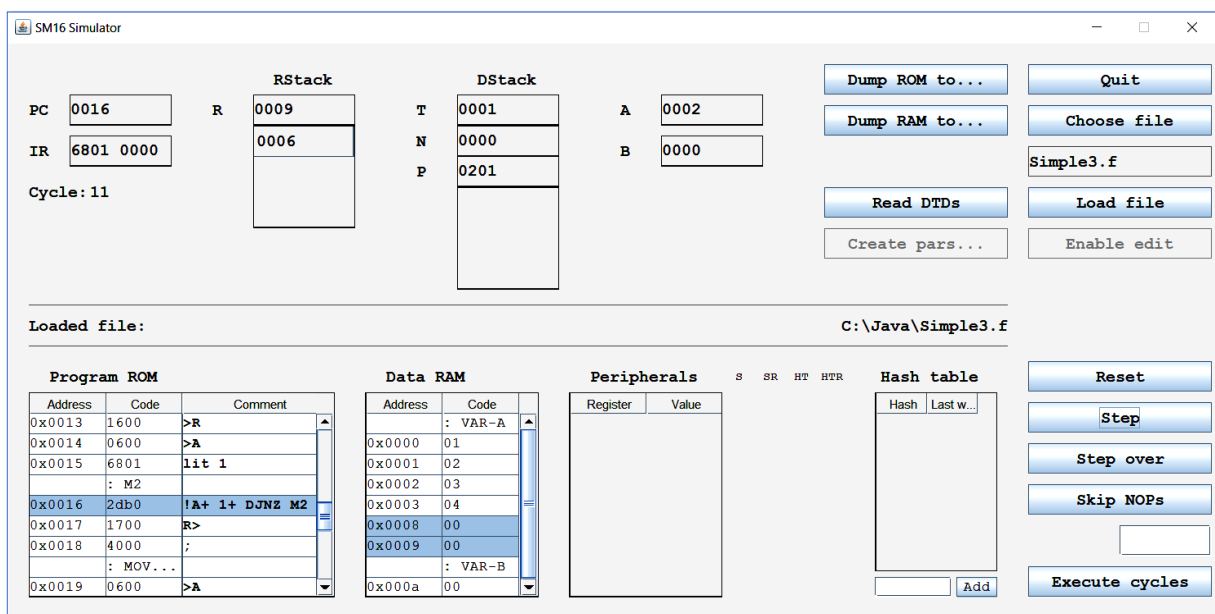 SM16 Simulator
RStack DStack Dump ROM to... Quit
PC 0016 R 0009 T 0001 A 0002 Dump RAM to... Choose file
0006 N 0000 B 0000
IR 6801 0000 P 0201 Simple3.f
Cycle: 11 Read DTDs Load file
Create pars... Enable edit
Loaded file: C:\Java\Simple3.f
Program ROM Data RAM Peripherals S SR HT HTR Hash table Reset
Address Code Comment Address Code Register Value Hash Last w...
0x0013 1600 >R : VAR-A Step
0x0014 0600 >A 0x0000 01
0x0015 6801 lit 1 0x0001 02 Step over
: M2 0x0002 03
0x0016 2db0 !A+ 1+ DJNZ M2 0x0003 04 Skip NOPs
0x0017 1700 R> 0x0008 00
0x0018 4000 ; 0x0009 00
: MOV... : VAR-B
0x0019 0600 >A 0x000a 00 Add Execute cycles